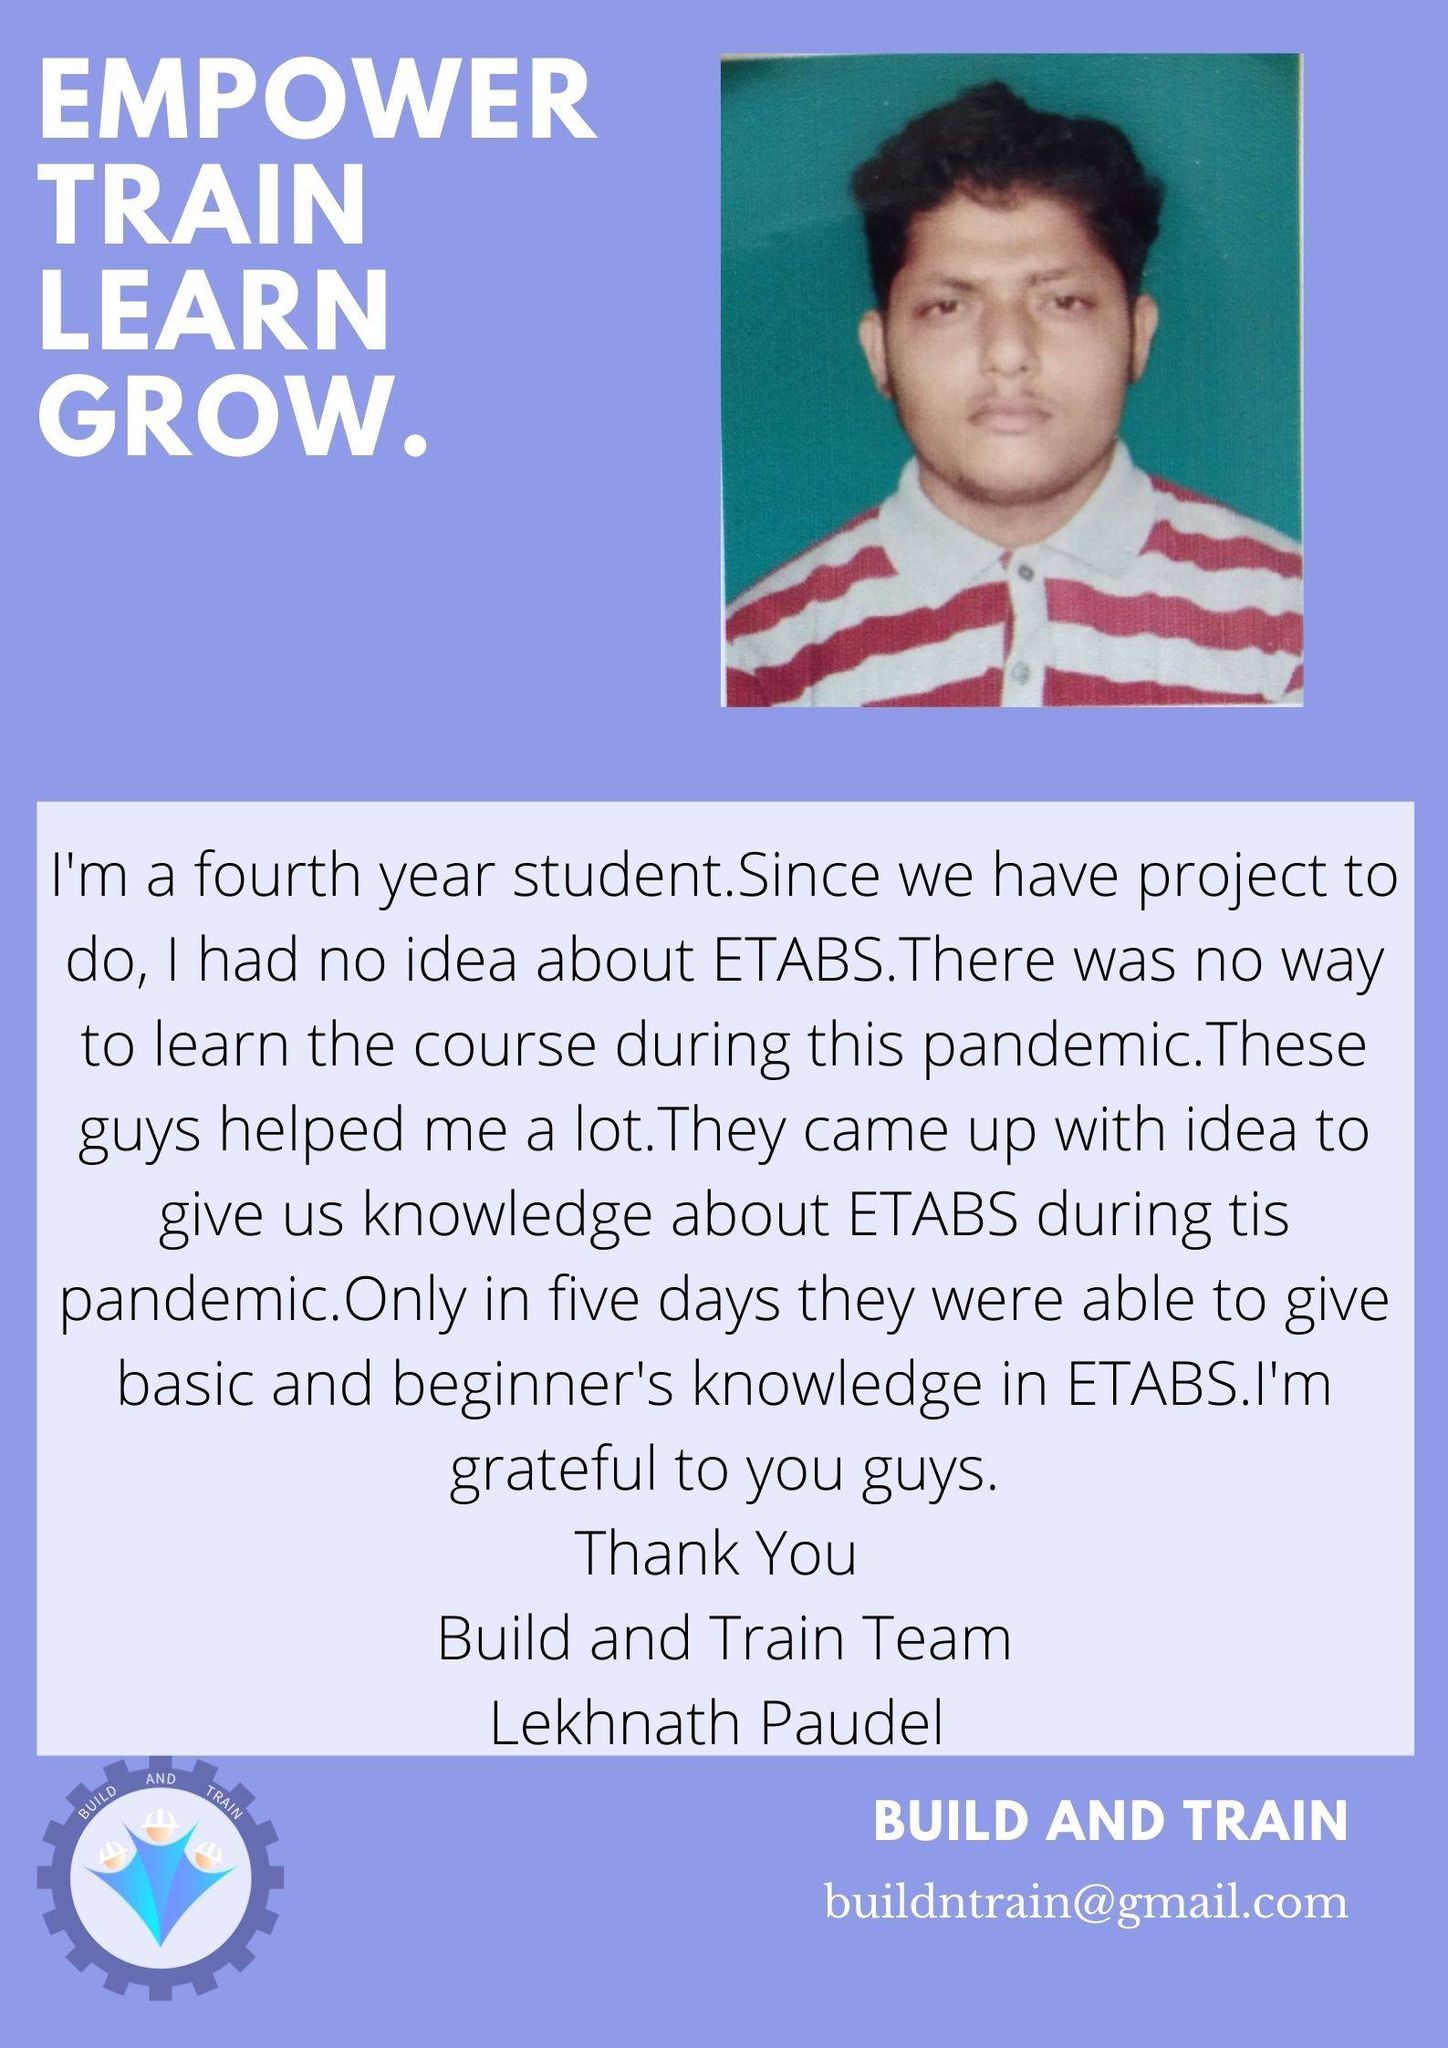 EMPOWER
TRAIN
LEARN
GROW.
I'm a fourth year student.Since we have project to
do, I had no idea about ETABS.There was no way
to learn the course during this pandemic.These
guys helped me a lot.They came up with idea to
give us knowledge about ETABS during tis
pandemic.Only in five days they were able to give
basic and beginner's knowledge in ETABS.I'm
grateful to you guys.
Thank You
Build and Train Team
Lekhnath Paudel
BUILD AND TRAIN
BUILD AND TRAIN
buildntrain@gmail.com